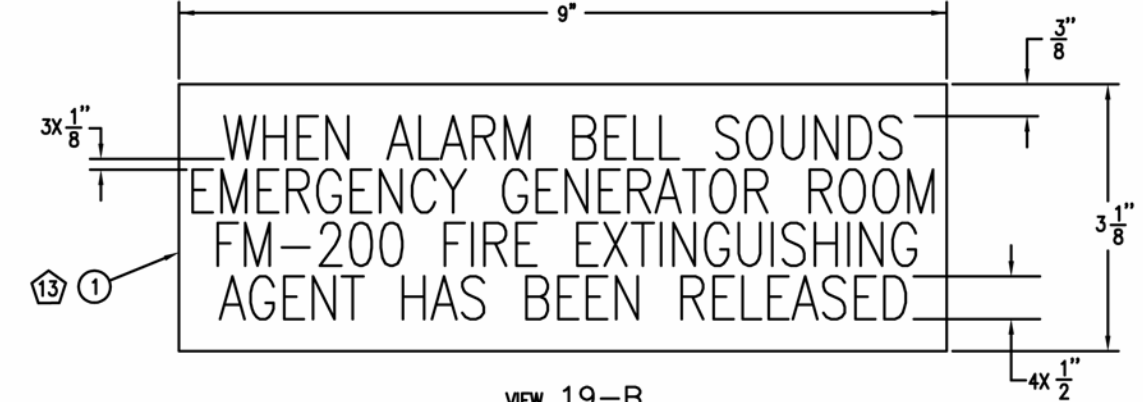 9"
3/8"
3X 1/8"
WHEN ALARM BELL SOUNDS
EMERGENCY GENERATOR ROOM
FM-200 FIRE EXTINGUISHING
AGENT HAS BEEN RELEASED
3 1/8"
13 1
4X 1/2"
VIEW 19-B